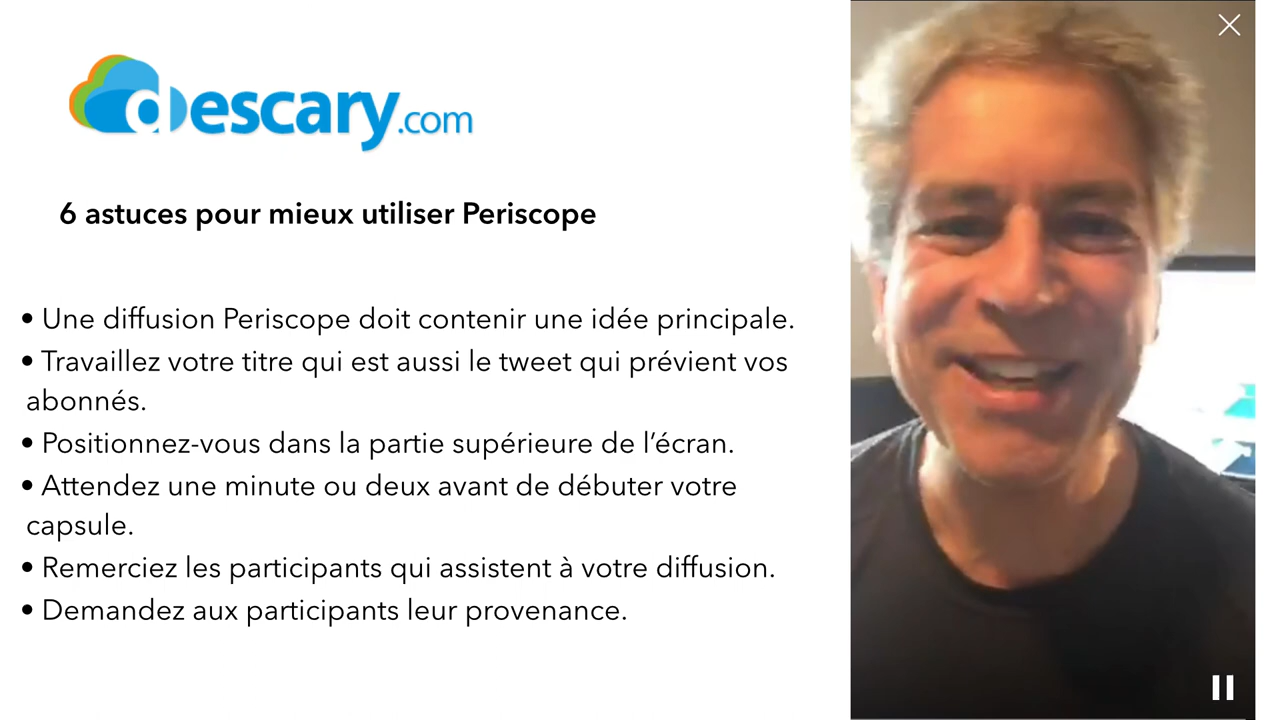 descary.com
6 astuces pour mieux utiliser Periscope
• Une diffusion Periscope doit contenir une idée principale.
• Travaillez votre titre qui est aussi le tweet qui prévient vos
abonnés.
• Positionnez-vous dans la partie supérieure de l’écran.
• Attendez une minute ou deux avant de débuter votre
capsule.
• Remerciez les participants qui assistent à votre diffusion.
• Demandez aux participants leur provenance.